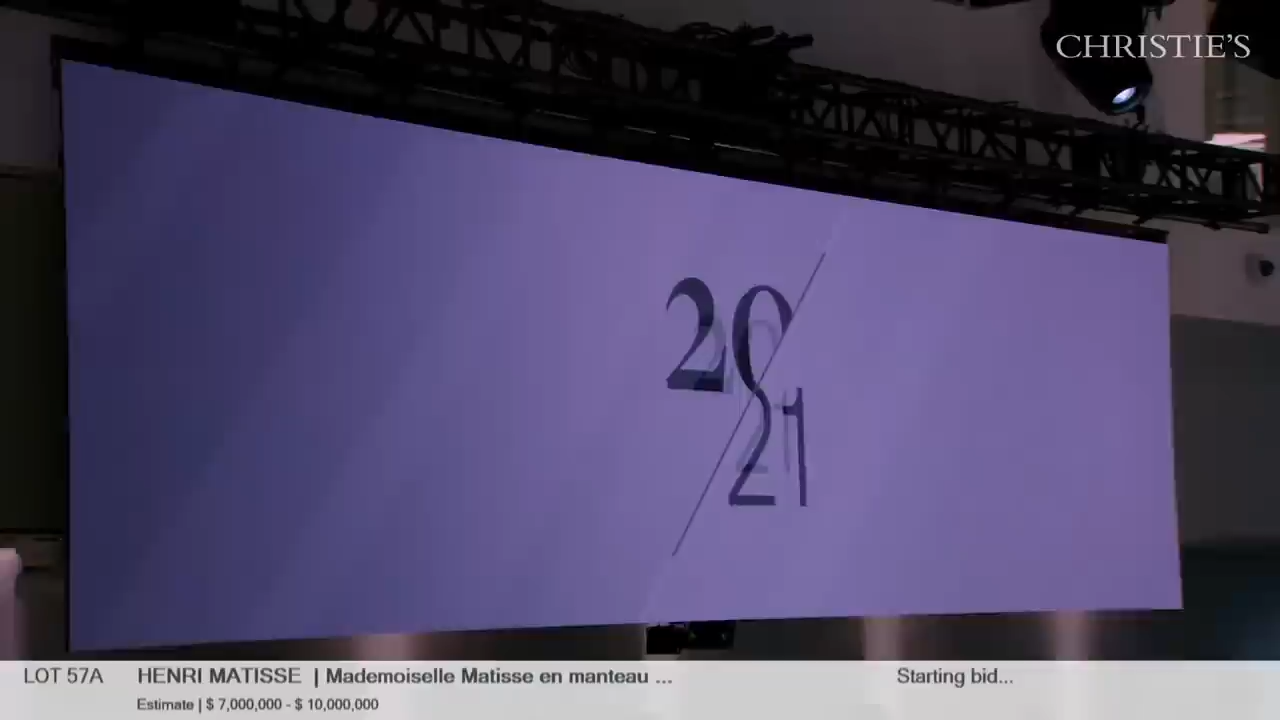 CHRISTIE'S
20
21
LOT 57A HENRI MATISSE | Mademoiselle Matisse en manteau ... Starting bid...
Estimate | $ 7,000,000 - $ 10,000,000